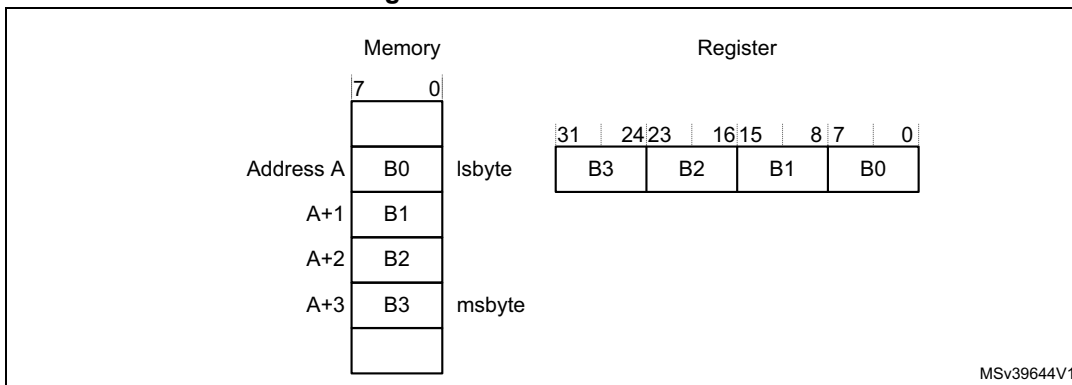 Memory Register
7 0
31 24 23 16 15 8 7 0
Address A B0 lsbyte B3 B2 B1 B0
A+1 B1
A+2 B2
A+3 B3 msbyte
MSv39644V1